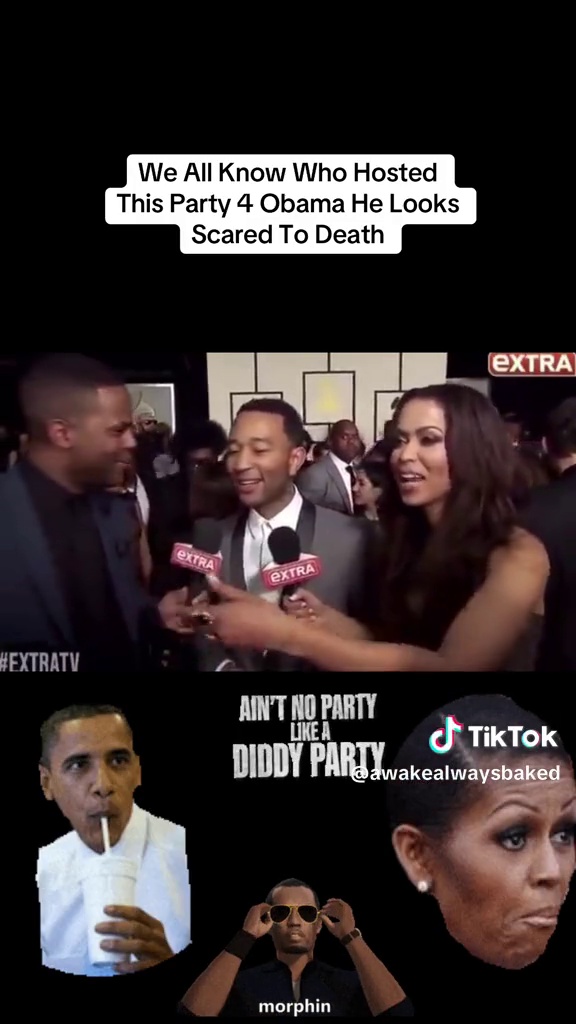 We All Know Who Hosted
This Party 4 Obama He Looks
Scared To Death
eXTRA
eXTRA
eXTRA
#EXTRATV
AIN'T NO PARTY
LIKE A
DIDDY PARTY
TikTok
@awakealwaysbaked
morphin